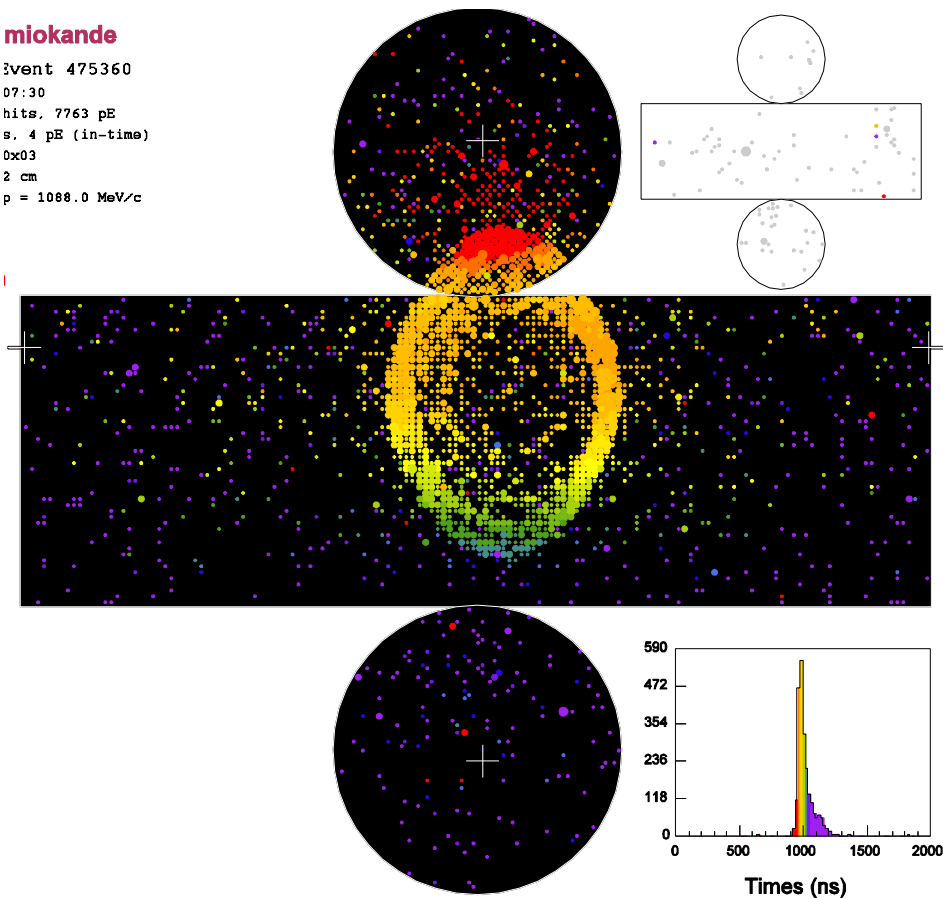 miokande
Event 475360
07:30
hits, 7763 pE
s, 4 pE (in-time)
0x03
2 cm
p = 1088.0 MeV/c
590
472
354
236
118
0
0 500 1000 1500 2000
Times (ns)